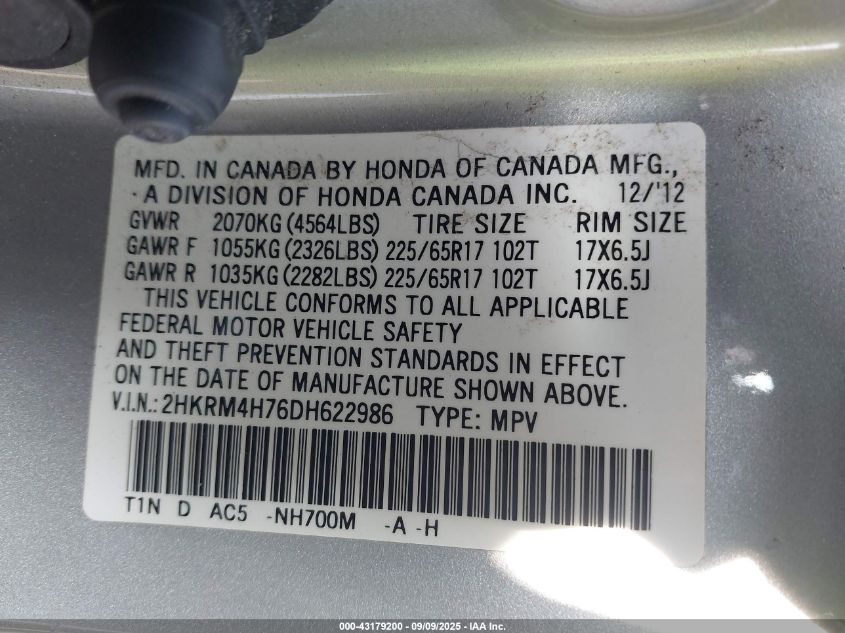 MFD. IN CANADA BY HONDA OF CANADA MFG.,
A DIVISION OF HONDA CANADA INC. 12/'12
GVWR 2070KG (4564LBS) TIRE SIZE RIM SIZE
GAWR F 1055KG (2326LBS) 225/65R17 102T 17X6.5J
GAWR R 1035KG (2282LBS) 225/65R17 102T 17X6.5J
THIS VEHICLE CONFORMS TO ALL APPLICABLE
FEDERAL MOTOR VEHICLE SAFETY
AND THEFT PREVENTION STANDARDS IN EFFECT
ON THE DATE OF MANUFACTURE SHOWN ABOVE.
V.I.N.: 2HKRM4H76DH622986 TYPE: MPV
T1N D AC5 -NH700M -A -H
000-43179200 - 09/09/2025 - IAA Inc.